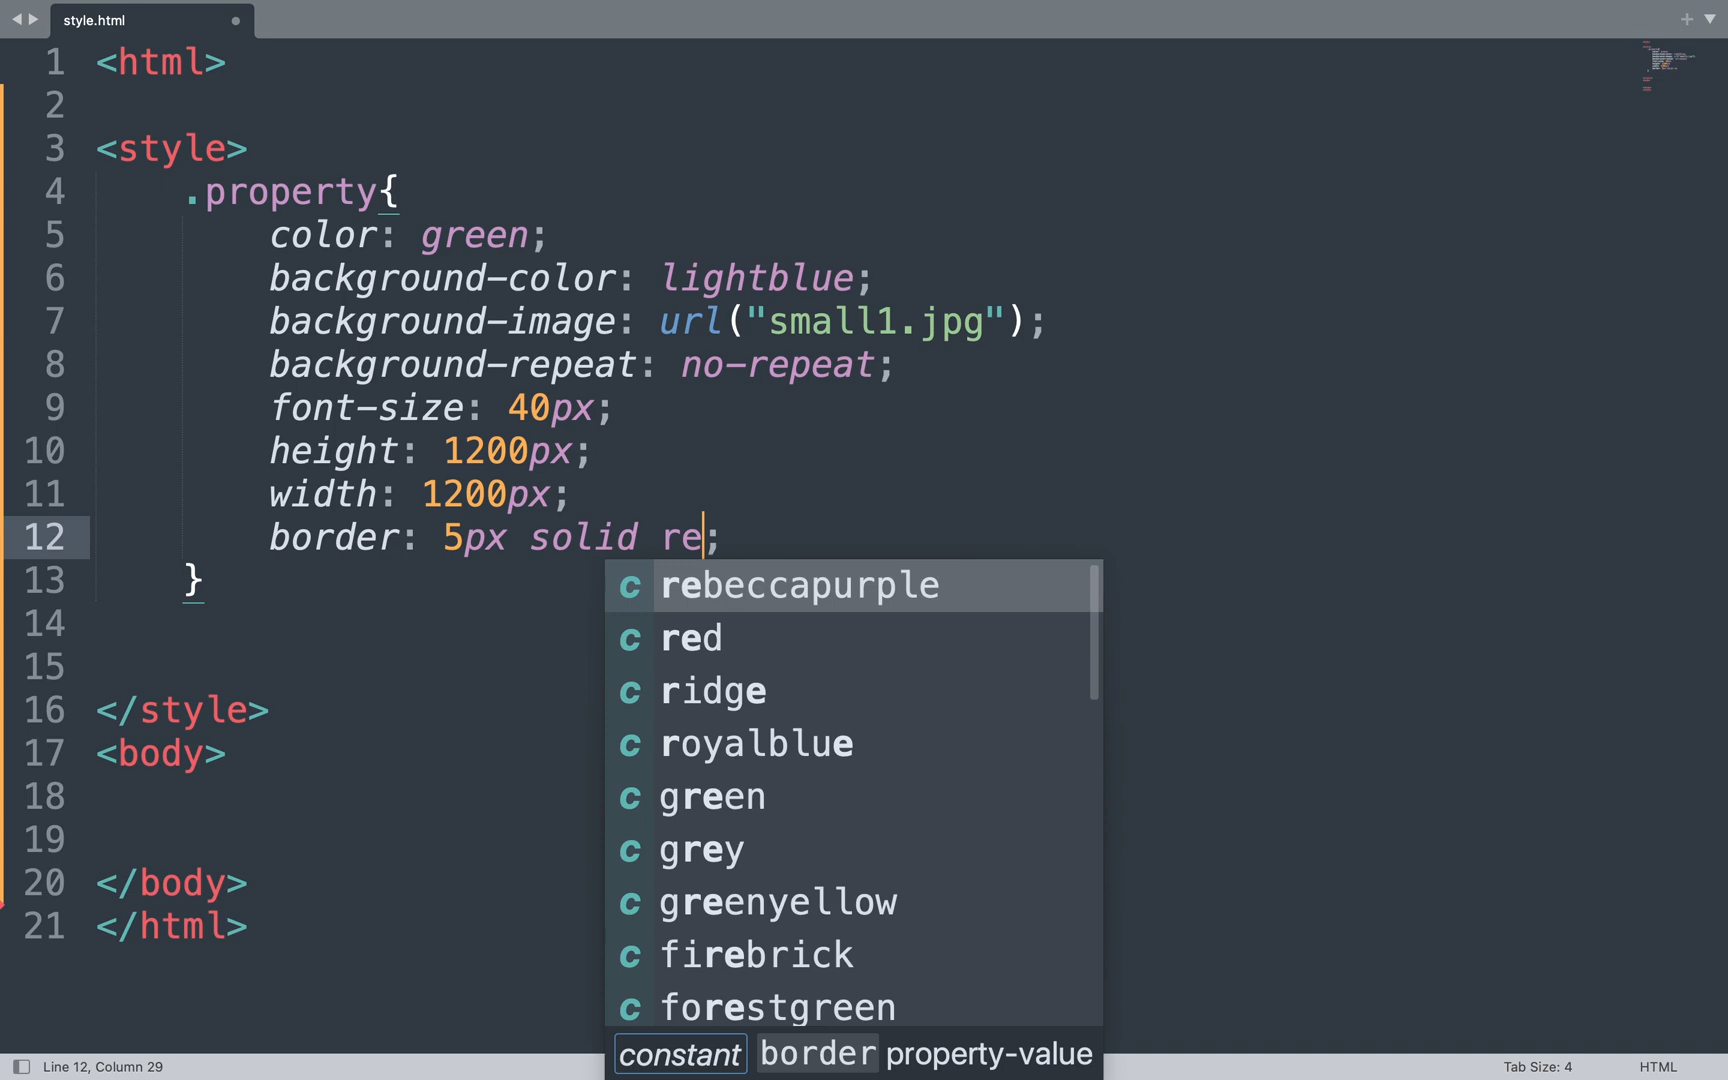 style.html
1 <html>
2
3 <style>
4 .property{
5 color: green;
6 background-color: lightblue;
7 background-image: url("small1.jpg");
8 background-repeat: no-repeat;
9 font-size: 40px;
10 height: 1200px;
11 width: 1200px;
12 border: 5px solid re;
13 }
14
15
16 </style>
17 <body>
18
19
20 </body>
21 </html>
c rebeccapurple
c red
c ridge
c royalblue
c green
c grey
c greenyellow
c firebrick
c forestgreen
constant border property-value
Line 12, Column 29 Tab Size: 4 HTML